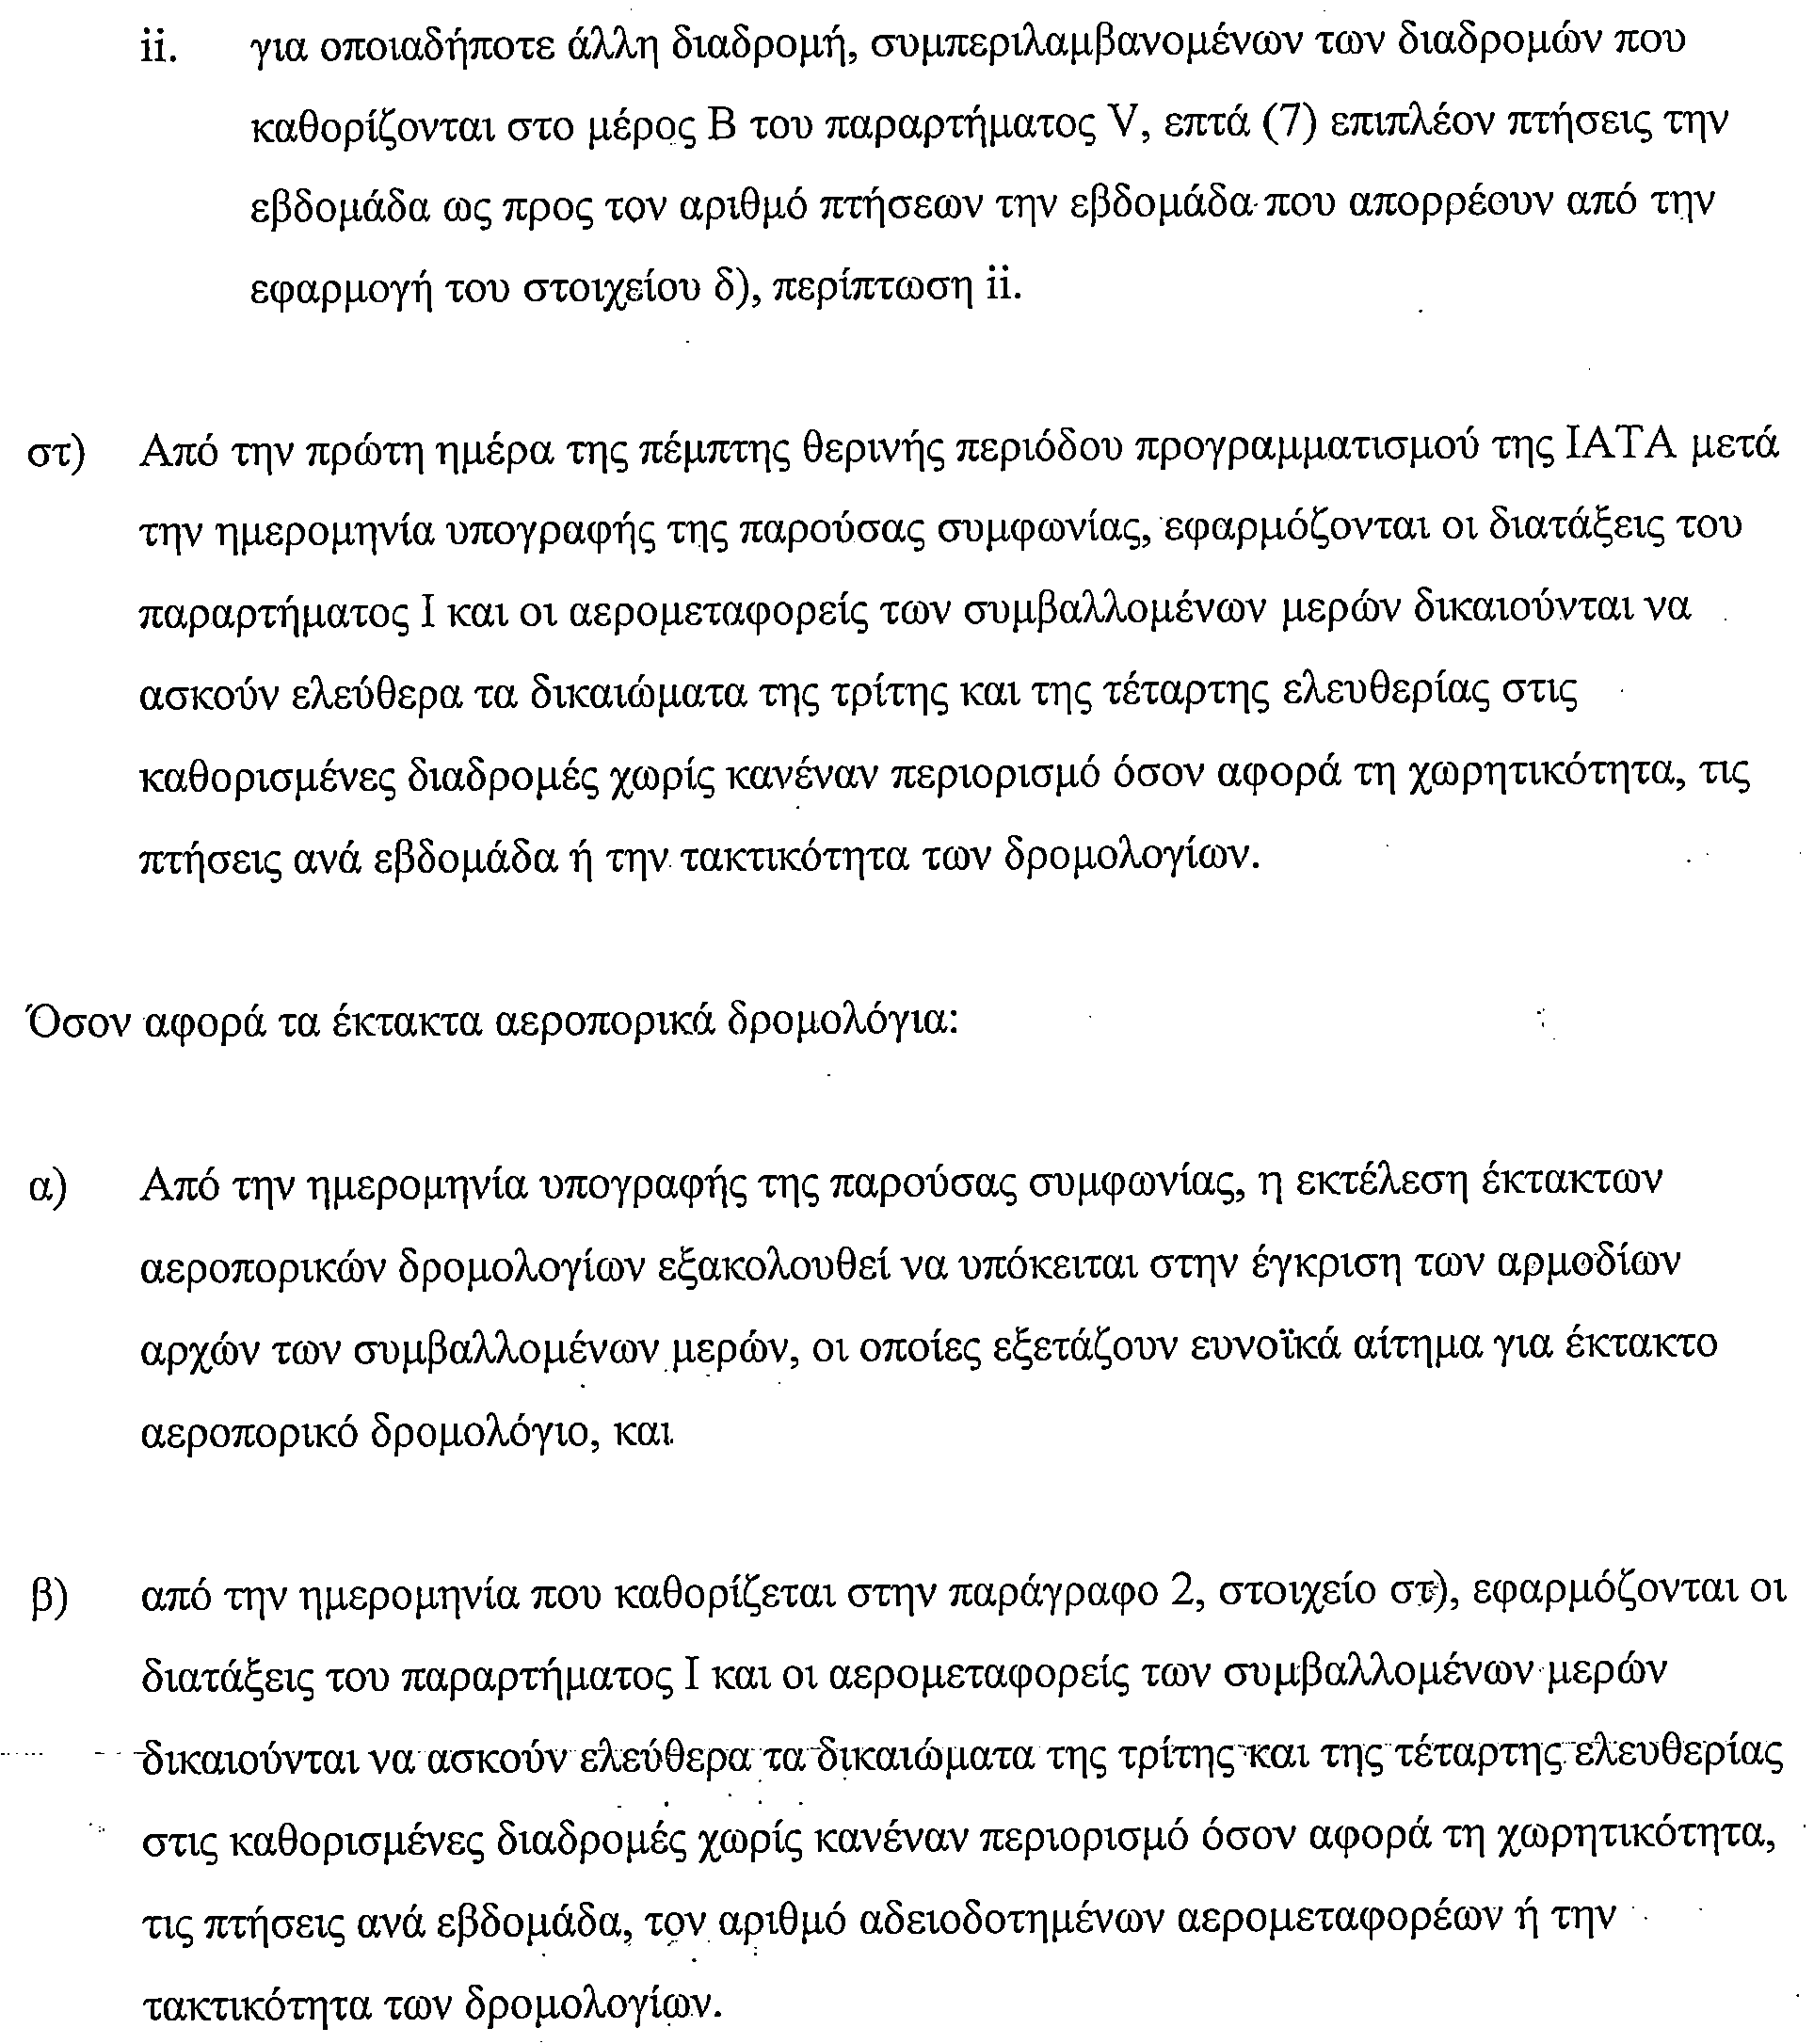 ii. για οποιαδήποτε άλλη διαδρομή, συμπεριλαμβανομένων των διαδρομών που
καθορίζονται στο μέρος Β του παραρτήματος V, επτά (7) επιπλέον πτήσεις την
εβδομάδα ως προς τον αριθμό πτήσεων την εβδομάδα που απορρέουν από την
εφαρμογή του στοιχείου δ), περίπτωση ii.
στ) Από την πρώτη ημέρα της πέμπτης θερινής περιόδου προγραμματισμού της ΙΑΤΑ μετά
την ημερομηνία υπογραφής της παρούσας συμφωνίας, εφαρμόζονται οι διατάξεις του
παραρτήματος Ι και οι αερομεταφορείς των συμβαλλομένων μερών δικαιούνται να
ασκούν ελεύθερα τα δικαιώματα της τρίτης και της τέταρτης ελευθερίας στις
καθορισμένες διαδρομές χωρίς κανέναν περιορισμό όσον αφορά τη χωρητικότητα, τις
πτήσεις ανά εβδομάδα ή την τακτικότητα των δρομολογίων.
Όσον αφορά τα έκτακτα αεροπορικά δρομολόγια:
α) Από την ημερομηνία υπογραφής της παρούσας συμφωνίας, η εκτέλεση έκτακτων
αεροπορικών δρομολογίων εξακολουθεί να υπόκειται στην έγκριση των αρμοδίων
αρχών των συμβαλλομένων μερών, οι οποίες εξετάζουν ευνοϊκά αίτημα για έκτακτο
αεροπορικό δρομολόγιο, και
β) από την ημερομηνία που καθορίζεται στην παράγραφο 2, στοιχείο στ), εφαρμόζονται οι
διατάξεις του παραρτήματος Ι και οι αερομεταφορείς των συμβαλλομένων μερών
δικαιούνται να ασκούν ελεύθερα τα δικαιώματα της τρίτης και της τέταρτης ελευθερίας
στις καθορισμένες διαδρομές χωρίς κανέναν περιορισμό όσον αφορά τη χωρητικότητα,
τις πτήσεις ανά εβδομάδα, τον αριθμό αδειοδοτημένων αερομεταφορέων ή την
τακτικότητα των δρομολογίων.